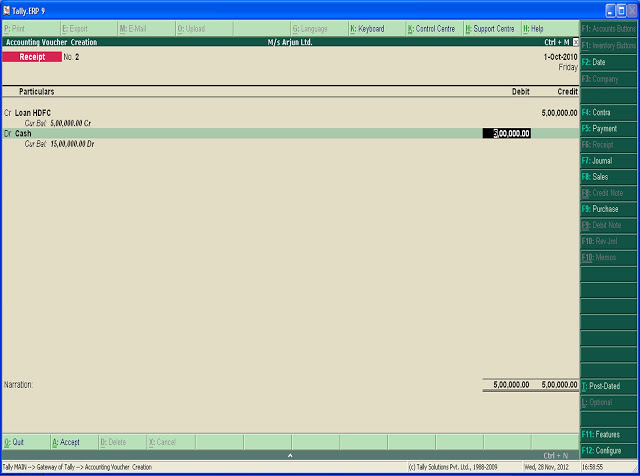 Tally.ERP 9
P: Print E: Export M: E-Mail O: Upload G: Language K: Keyboard K: Control Centre H: Support Centre H: Help
Accounting Voucher Creation M/s Arjun Ltd. Ctrl + M
Receipt No. 2 1-Oct-2010
Friday
Particulars Debit Credit
Cr Loan HDFC 5,00,000.00
Cur Bal: 5,00,000.00 Cr
Dr Cash 5,00,000.00
Cur Bal: 15,00,000.00 Dr
Narration: 5,00,000.00 5,00,000.00
F1: Accounts Buttons
F1: Inventory Buttons
F2: Date
F3: Company
F4: Contra
F5: Payment
F6: Receipt
F7: Journal
F8: Sales
F8: Credit Note
F9: Purchase
F9: Debit Note
F10: Rev Jrnl
F10: Memos
T: Post-Dated
L: Optional
F11: Features
F12: Configure
Q: Quit A: Accept D: Delete X: Cancel
Ctrl + N
Tally MAIN --> Gateway of Tally --> Accounting Voucher Creation (c) Tally Solutions Pvt. Ltd., 1988-2009 Wed, 28 Nov, 2012 16:58:55